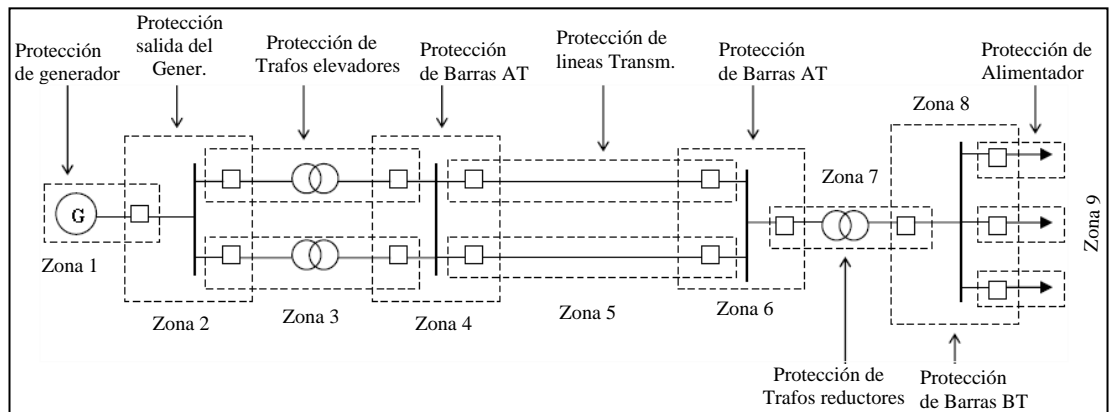 Protección
de generador
Protección
salida del
Gener.
Protección de
Trafos elevadores
Protección
de Barras AT
Protección de
lineas Transm.
Protección
de Barras AT
Protección de
Alimentador
Zona 8
Zona 7
G
Zona 9
Zona 1
Zona 2
Zona 3
Zona 4
Zona 5
Zona 6
Protección de
Trafos reductores
Protección
de Barras BT